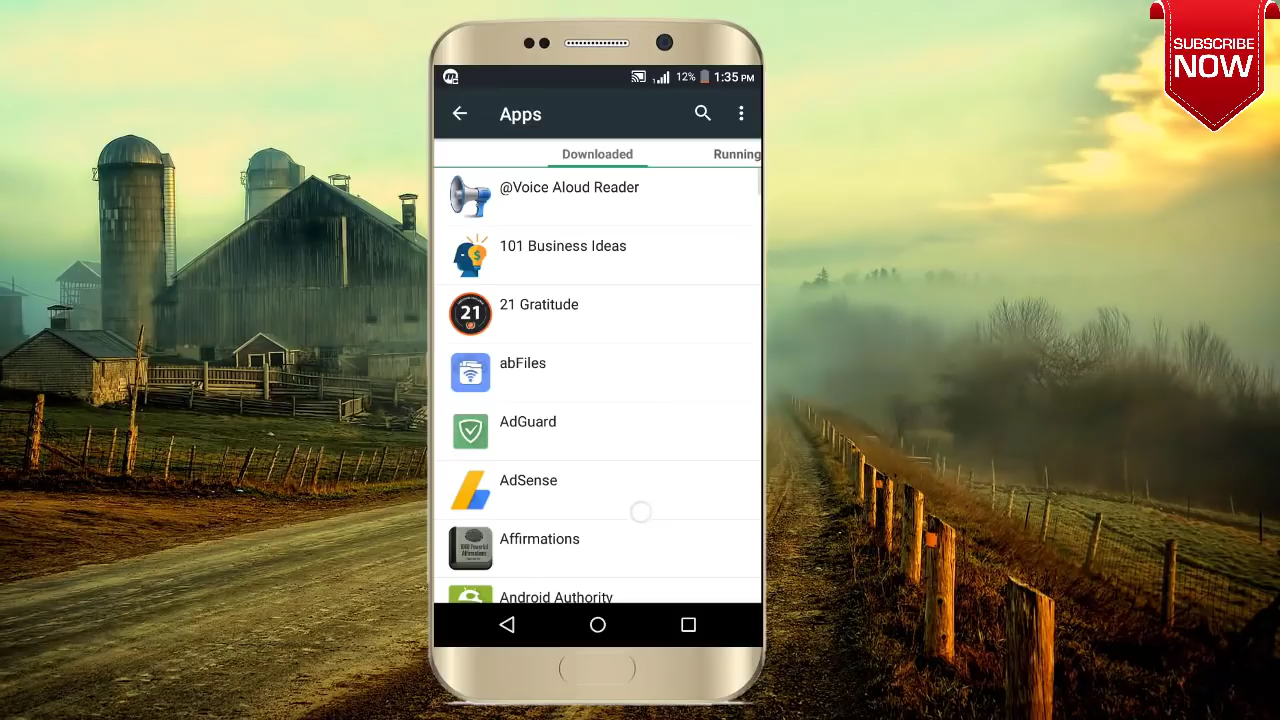 SUBSCRIBE
NOW
12% 1:35 PM
Apps
Downloaded
Running
@Voice Aloud Reader
101 Business Ideas
21 Gratitude
21
abFiles
AdGuard
AdSense
Affirmations
Android Authority